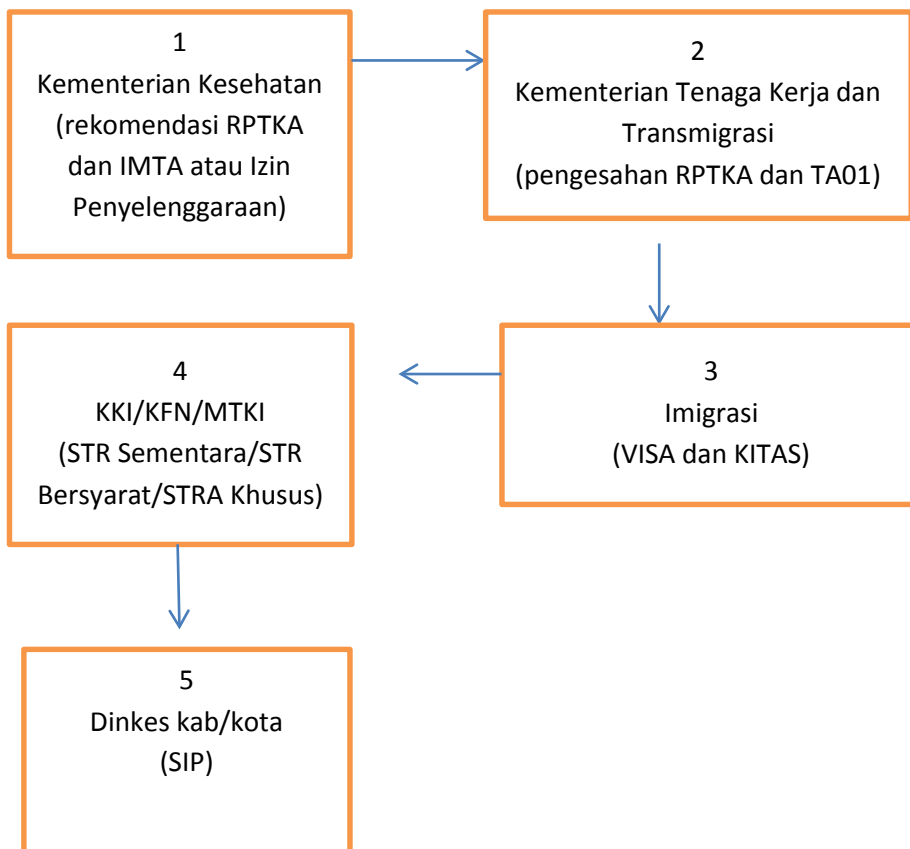 1
Kementerian Kesehatan
(rekomendasi RPTKA
dan IMTA atau Izin
Penyelenggaraan)
2
Kementerian Tenaga Kerja dan
Transmigrasi
(pengesahan RPTKA dan TA01)
3
Imigrasi
(VISA dan KITAS)
4
KKI/KFN/MTKI
(STR Sementara/STR
Bersyarat/STRA Khusus)
5
Dinkes kab/kota
(SIP)